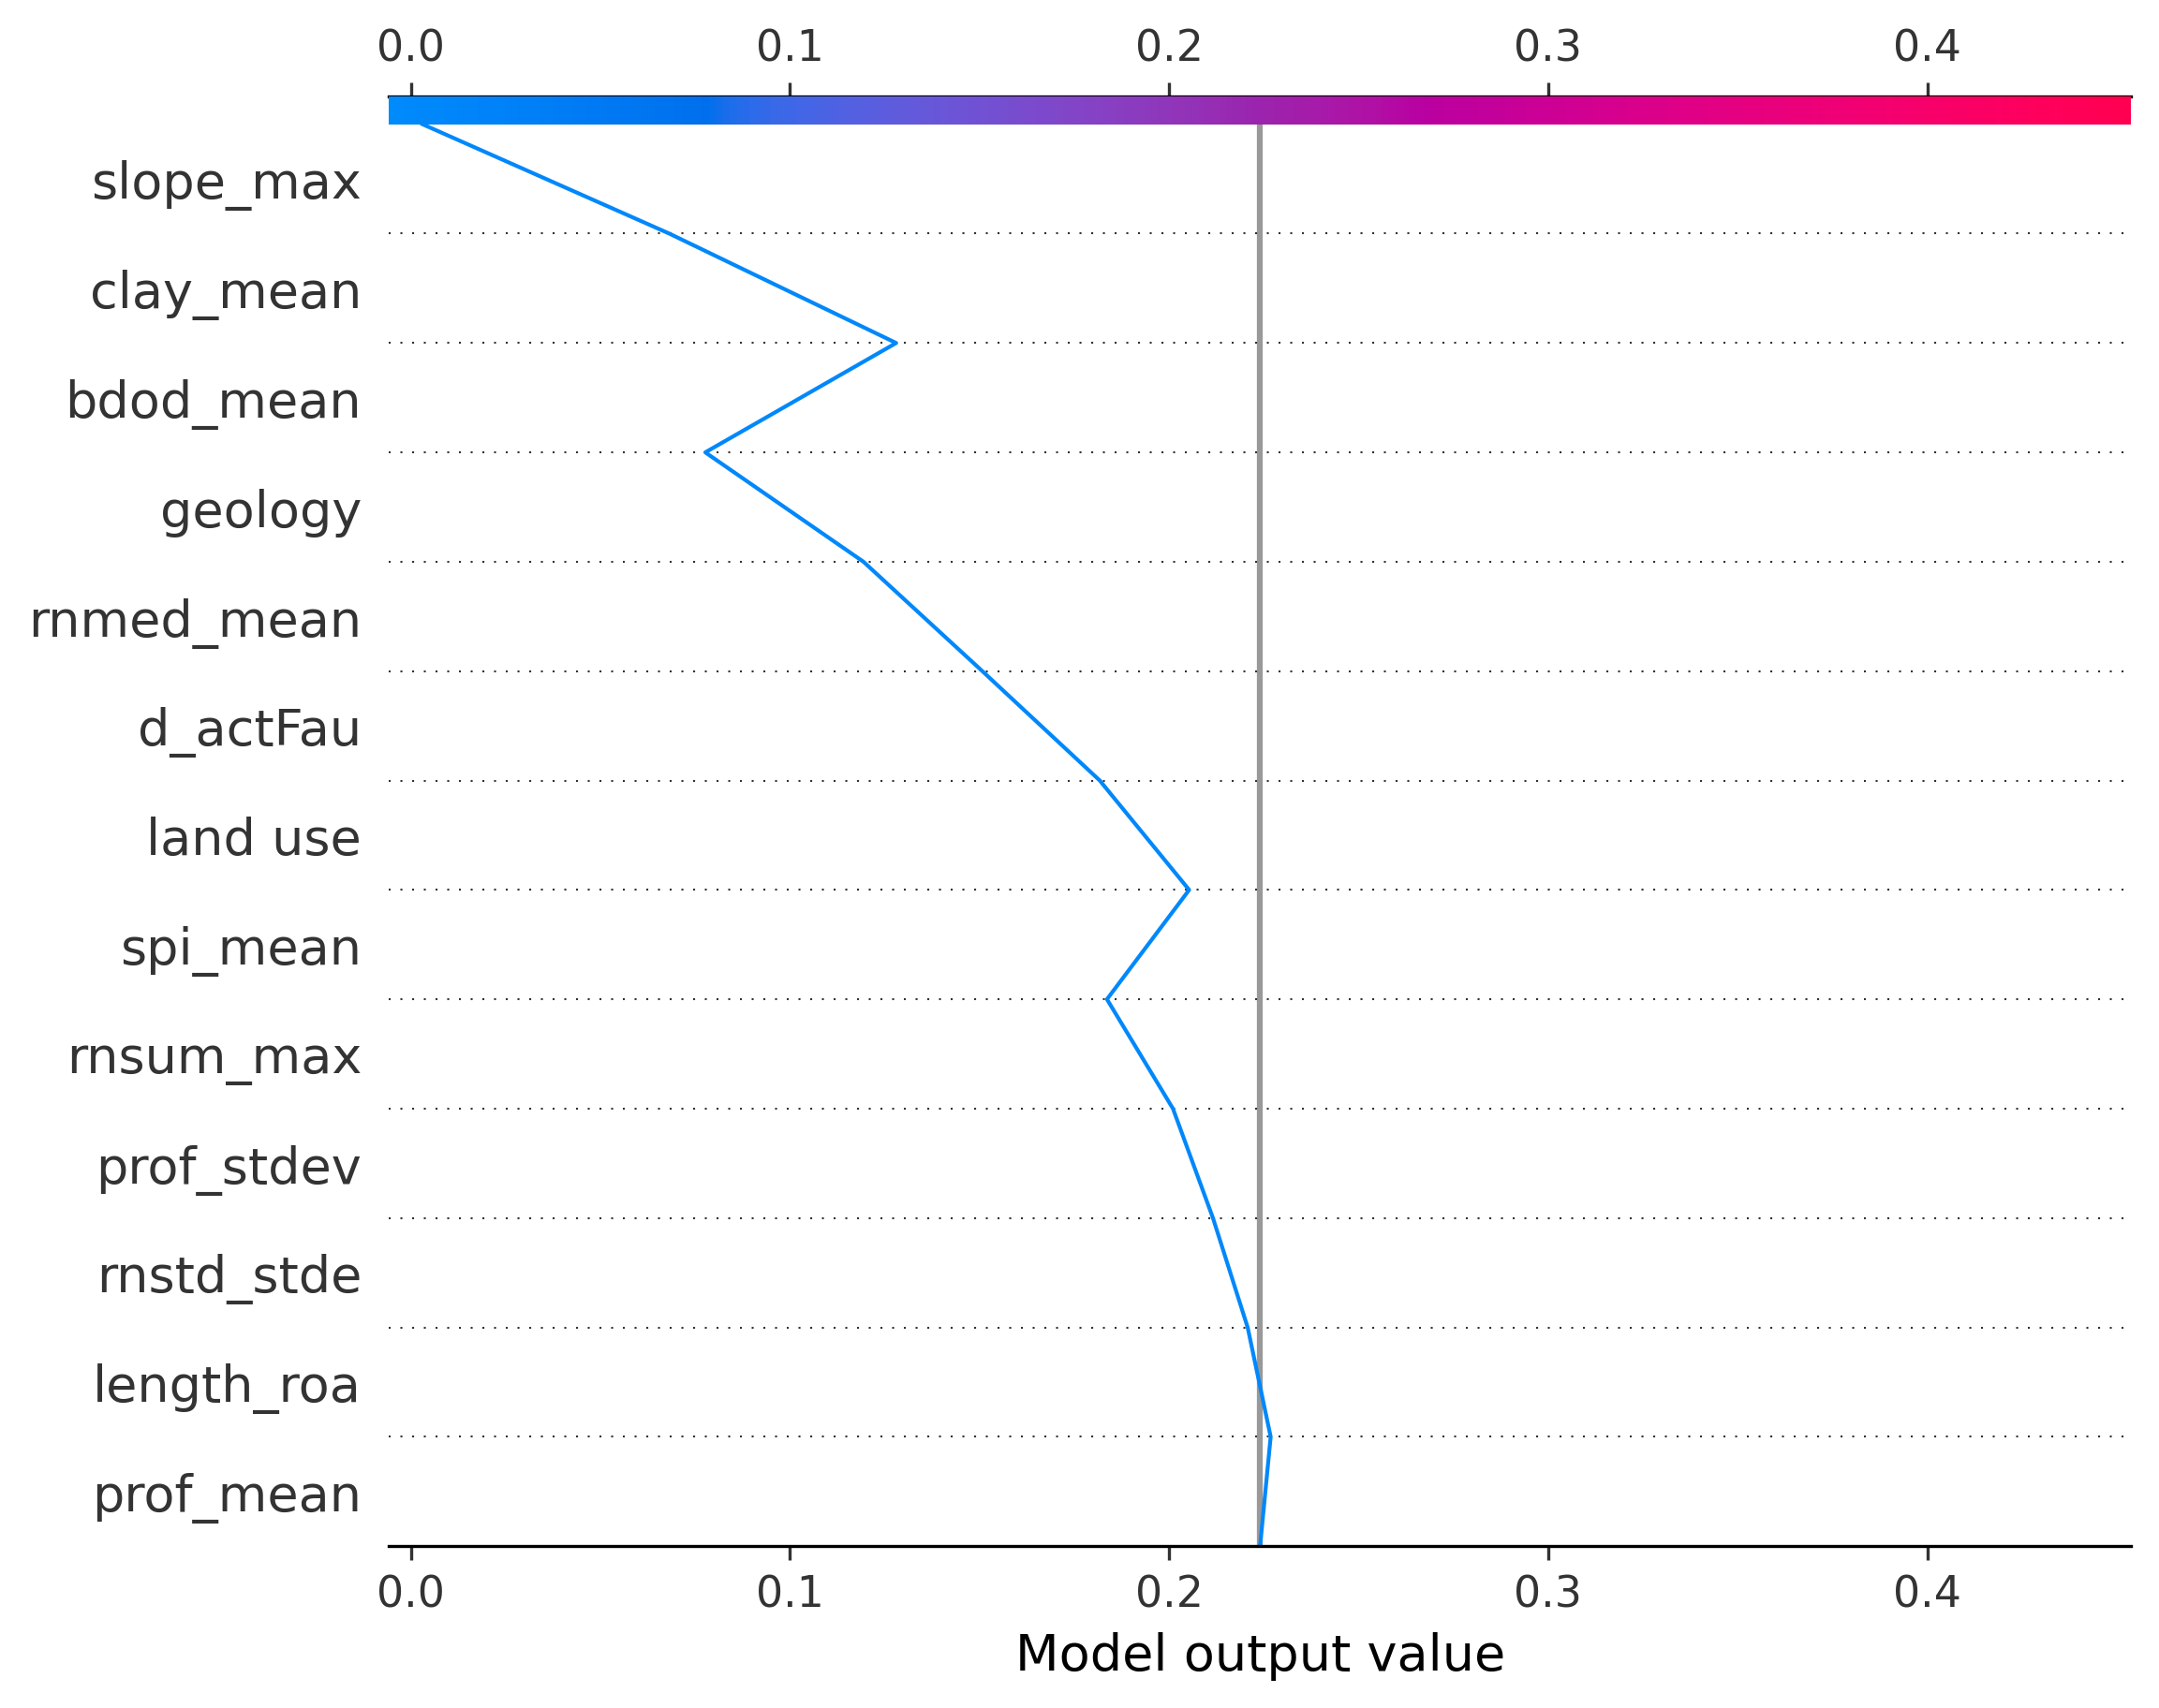 0.0 0.1 0.2 0.3 0.4
slope_max
clay_mean
bdod_mean
geology
rnmed_mean
d_actFau
land use
spi_mean
rnsum_max
prof_stdev
rnstd_stde
length_roa
prof_mean
0.0 0.1 0.2 0.3 0.4
Model output value